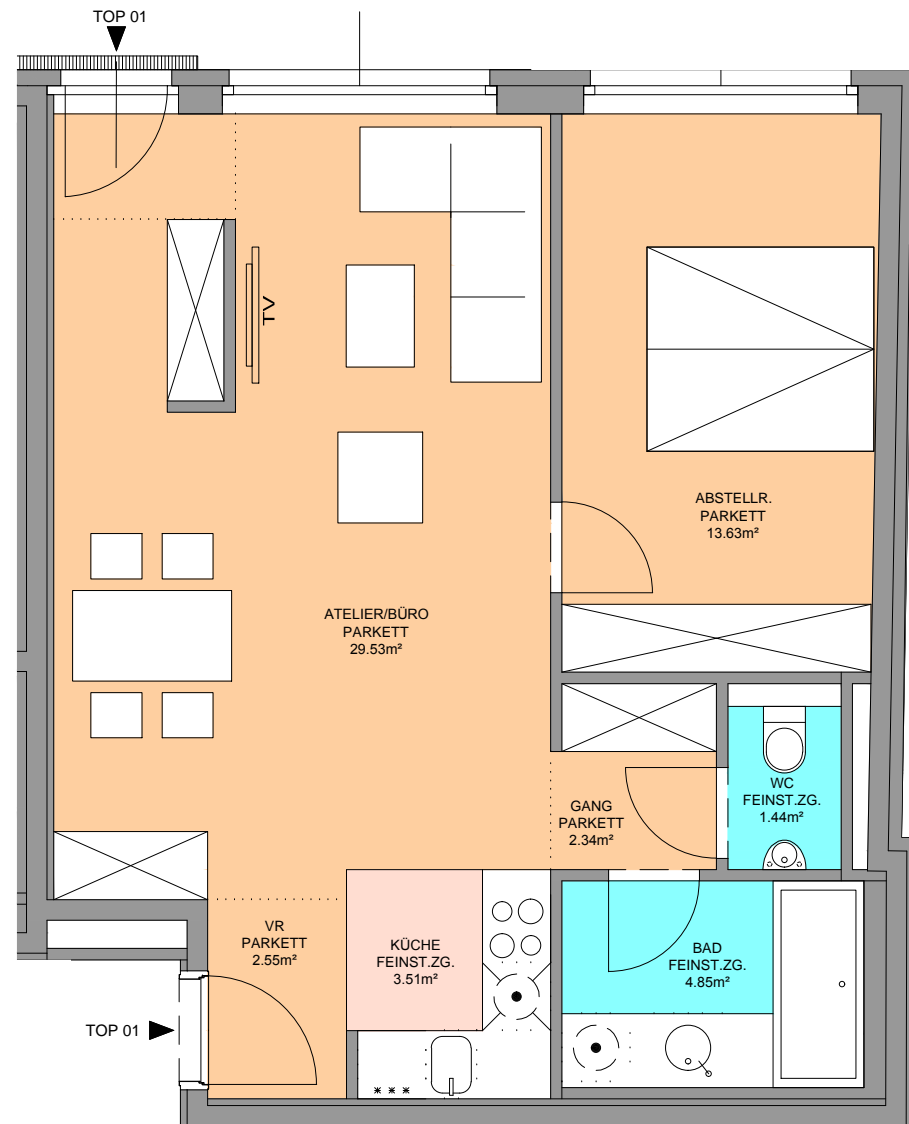 TOP 01
TV
ABSTELLR.
PARKETT
13.63m²
ATELIER/BÜRO
PARKETT
29.53m²
WC
FEINST.ZG.
1.44m²
GANG
PARKETT
2.34m²
VR
PARKETT
2.55m²
KÜCHE
FEINST.ZG.
3.51m²
BAD
FEINST.ZG.
4.85m²
TOP 01